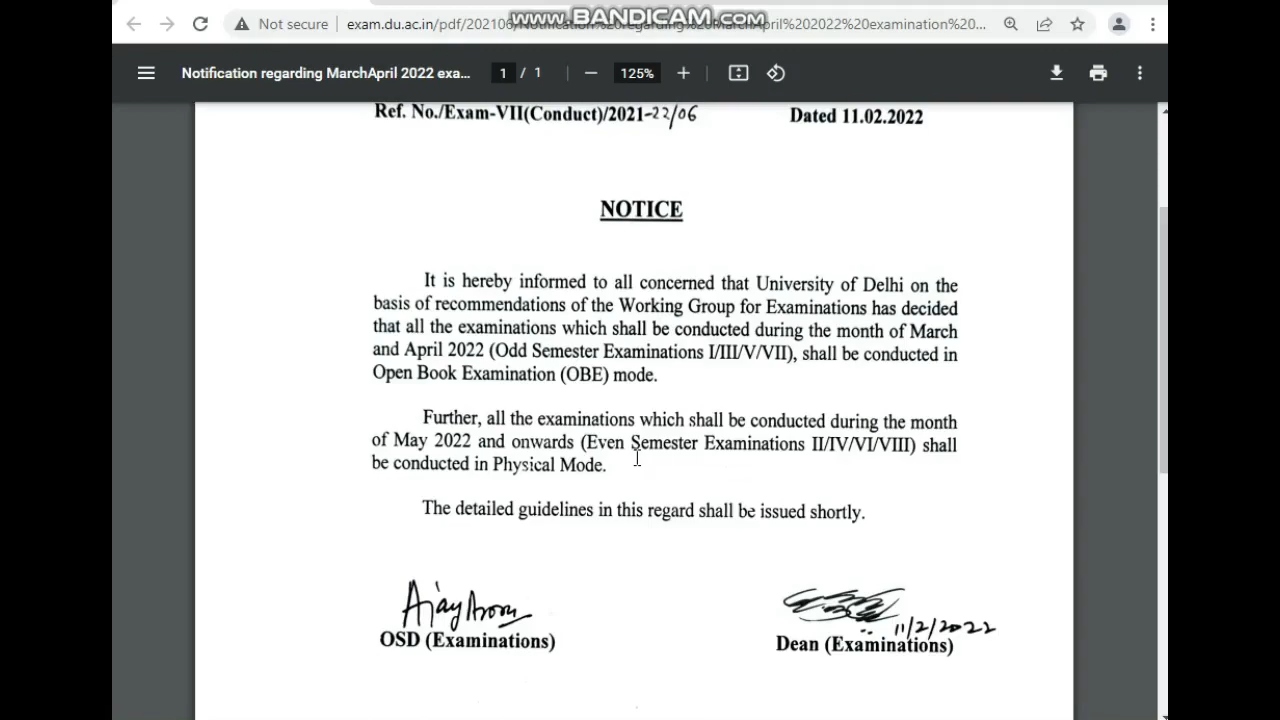 www.BANDICAM.com
Not secure exam.du.ac.in/pdf/202106/Notification%20regarding%20MarchApril%202022%20examination%20...
Notification regarding MarchApril 2022 exa... 1 / 1 125%
Ref. No./Exam-VII(Conduct)/2021-22/06 Dated 11.02.2022
NOTICE
It is hereby informed to all concerned that University of Delhi on the
basis of recommendations of the Working Group for Examinations has decided
that all the examinations which shall be conducted during the month of March
and April 2022 (Odd Semester Examinations I/III/V/VII), shall be conducted in
Open Book Examination (OBE) mode.
Further, all the examinations which shall be conducted during the month
of May 2022 and onwards (Even Semester Examinations II/IV/VI/VIII) shall
be conducted in Physical Mode.
The detailed guidelines in this regard shall be issued shortly.
Ajay Arora
11/2/2022
OSD (Examinations) Dean (Examinations)